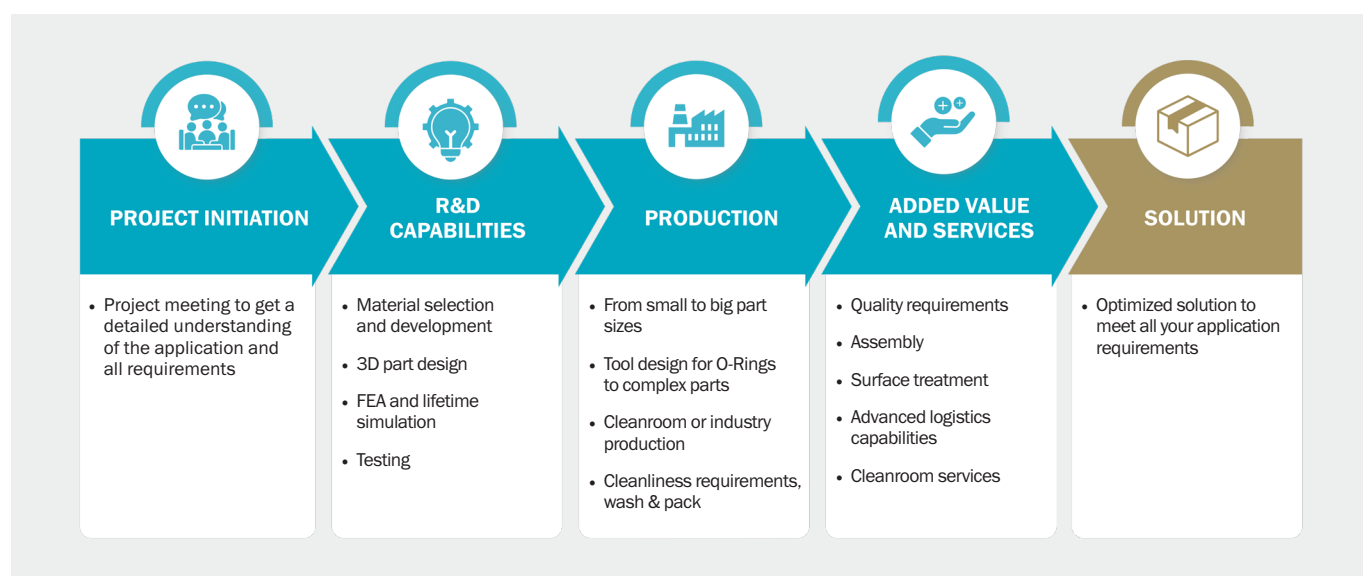 PROJECT INITIATION
• Project meeting to get a
detailed understanding
of the application and
all requirements
R&D
CAPABILITIES
• Material selection
and development
• 3D part design
• FEA and lifetime
simulation
• Testing
PRODUCTION
• From small to big part
sizes
• Tool design for O-Rings
to complex parts
• Cleanroom or industry
production
• Cleanliness requirements,
wash & pack
ADDED VALUE
AND SERVICES
• Quality requirements
• Assembly
• Surface treatment
• Advanced logistics
capabilities
• Cleanroom services
SOLUTION
• Optimized solution to
meet all your application
requirements